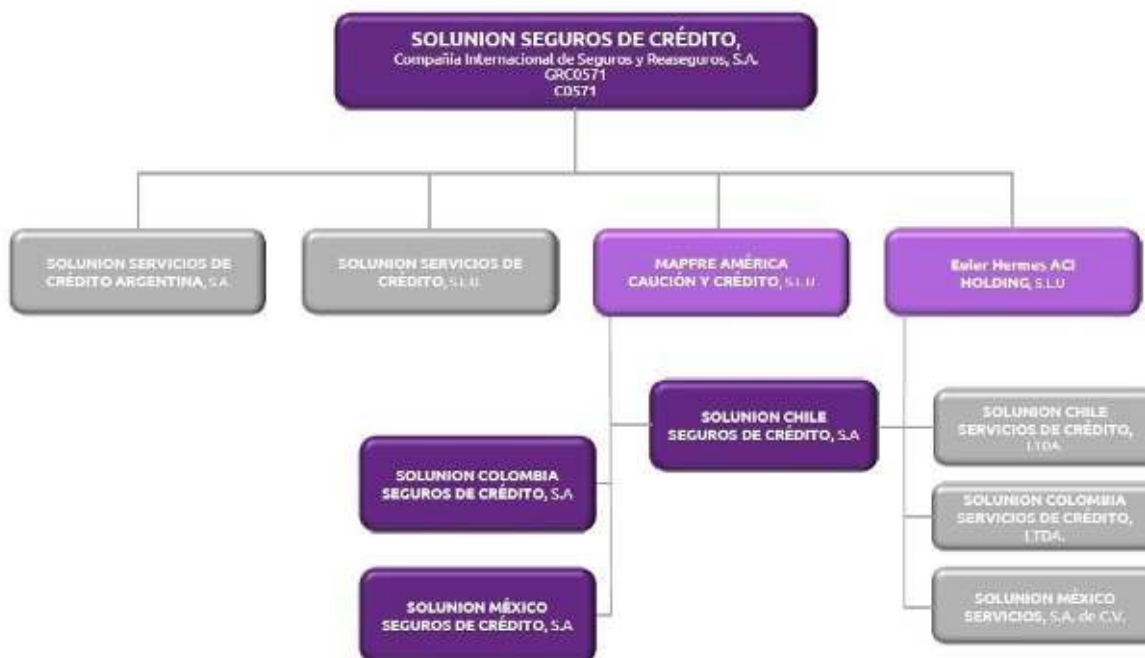 SOLUNION SEGUROS DE CRÉDITO,
Compañia Internacional de Seguros y Reaseguros, S.A.
GRC0571
C0571
SOLUNION SERVICIOS DE
CRÉDITO ARGENTINA, S.A.
SOLUNION SERVICIOS DE
CRÉDITO, S.L.U.
MAPFRE AMÉRICA
CAUCIÓN Y CRÉDITO, S.L.U.
Euler Hermes ACI
HOLDING, S.L.U
SOLUNION CHILE
SEGUROS DE CRÉDITO, S.A
SOLUNION CHILE
SERVICIOS DE CRÉDITO,
LTDA.
SOLUNION COLOMBIA
SEGUROS DE CRÉDITO, S.A
SOLUNION COLOMBIA
SERVICIOS DE CRÉDITO,
LTDA.
SOLUNION MÉXICO
SEGUROS DE CRÉDITO, S.A
SOLUNION MÉXICO
SERVICIOS, S.A. de C.V.